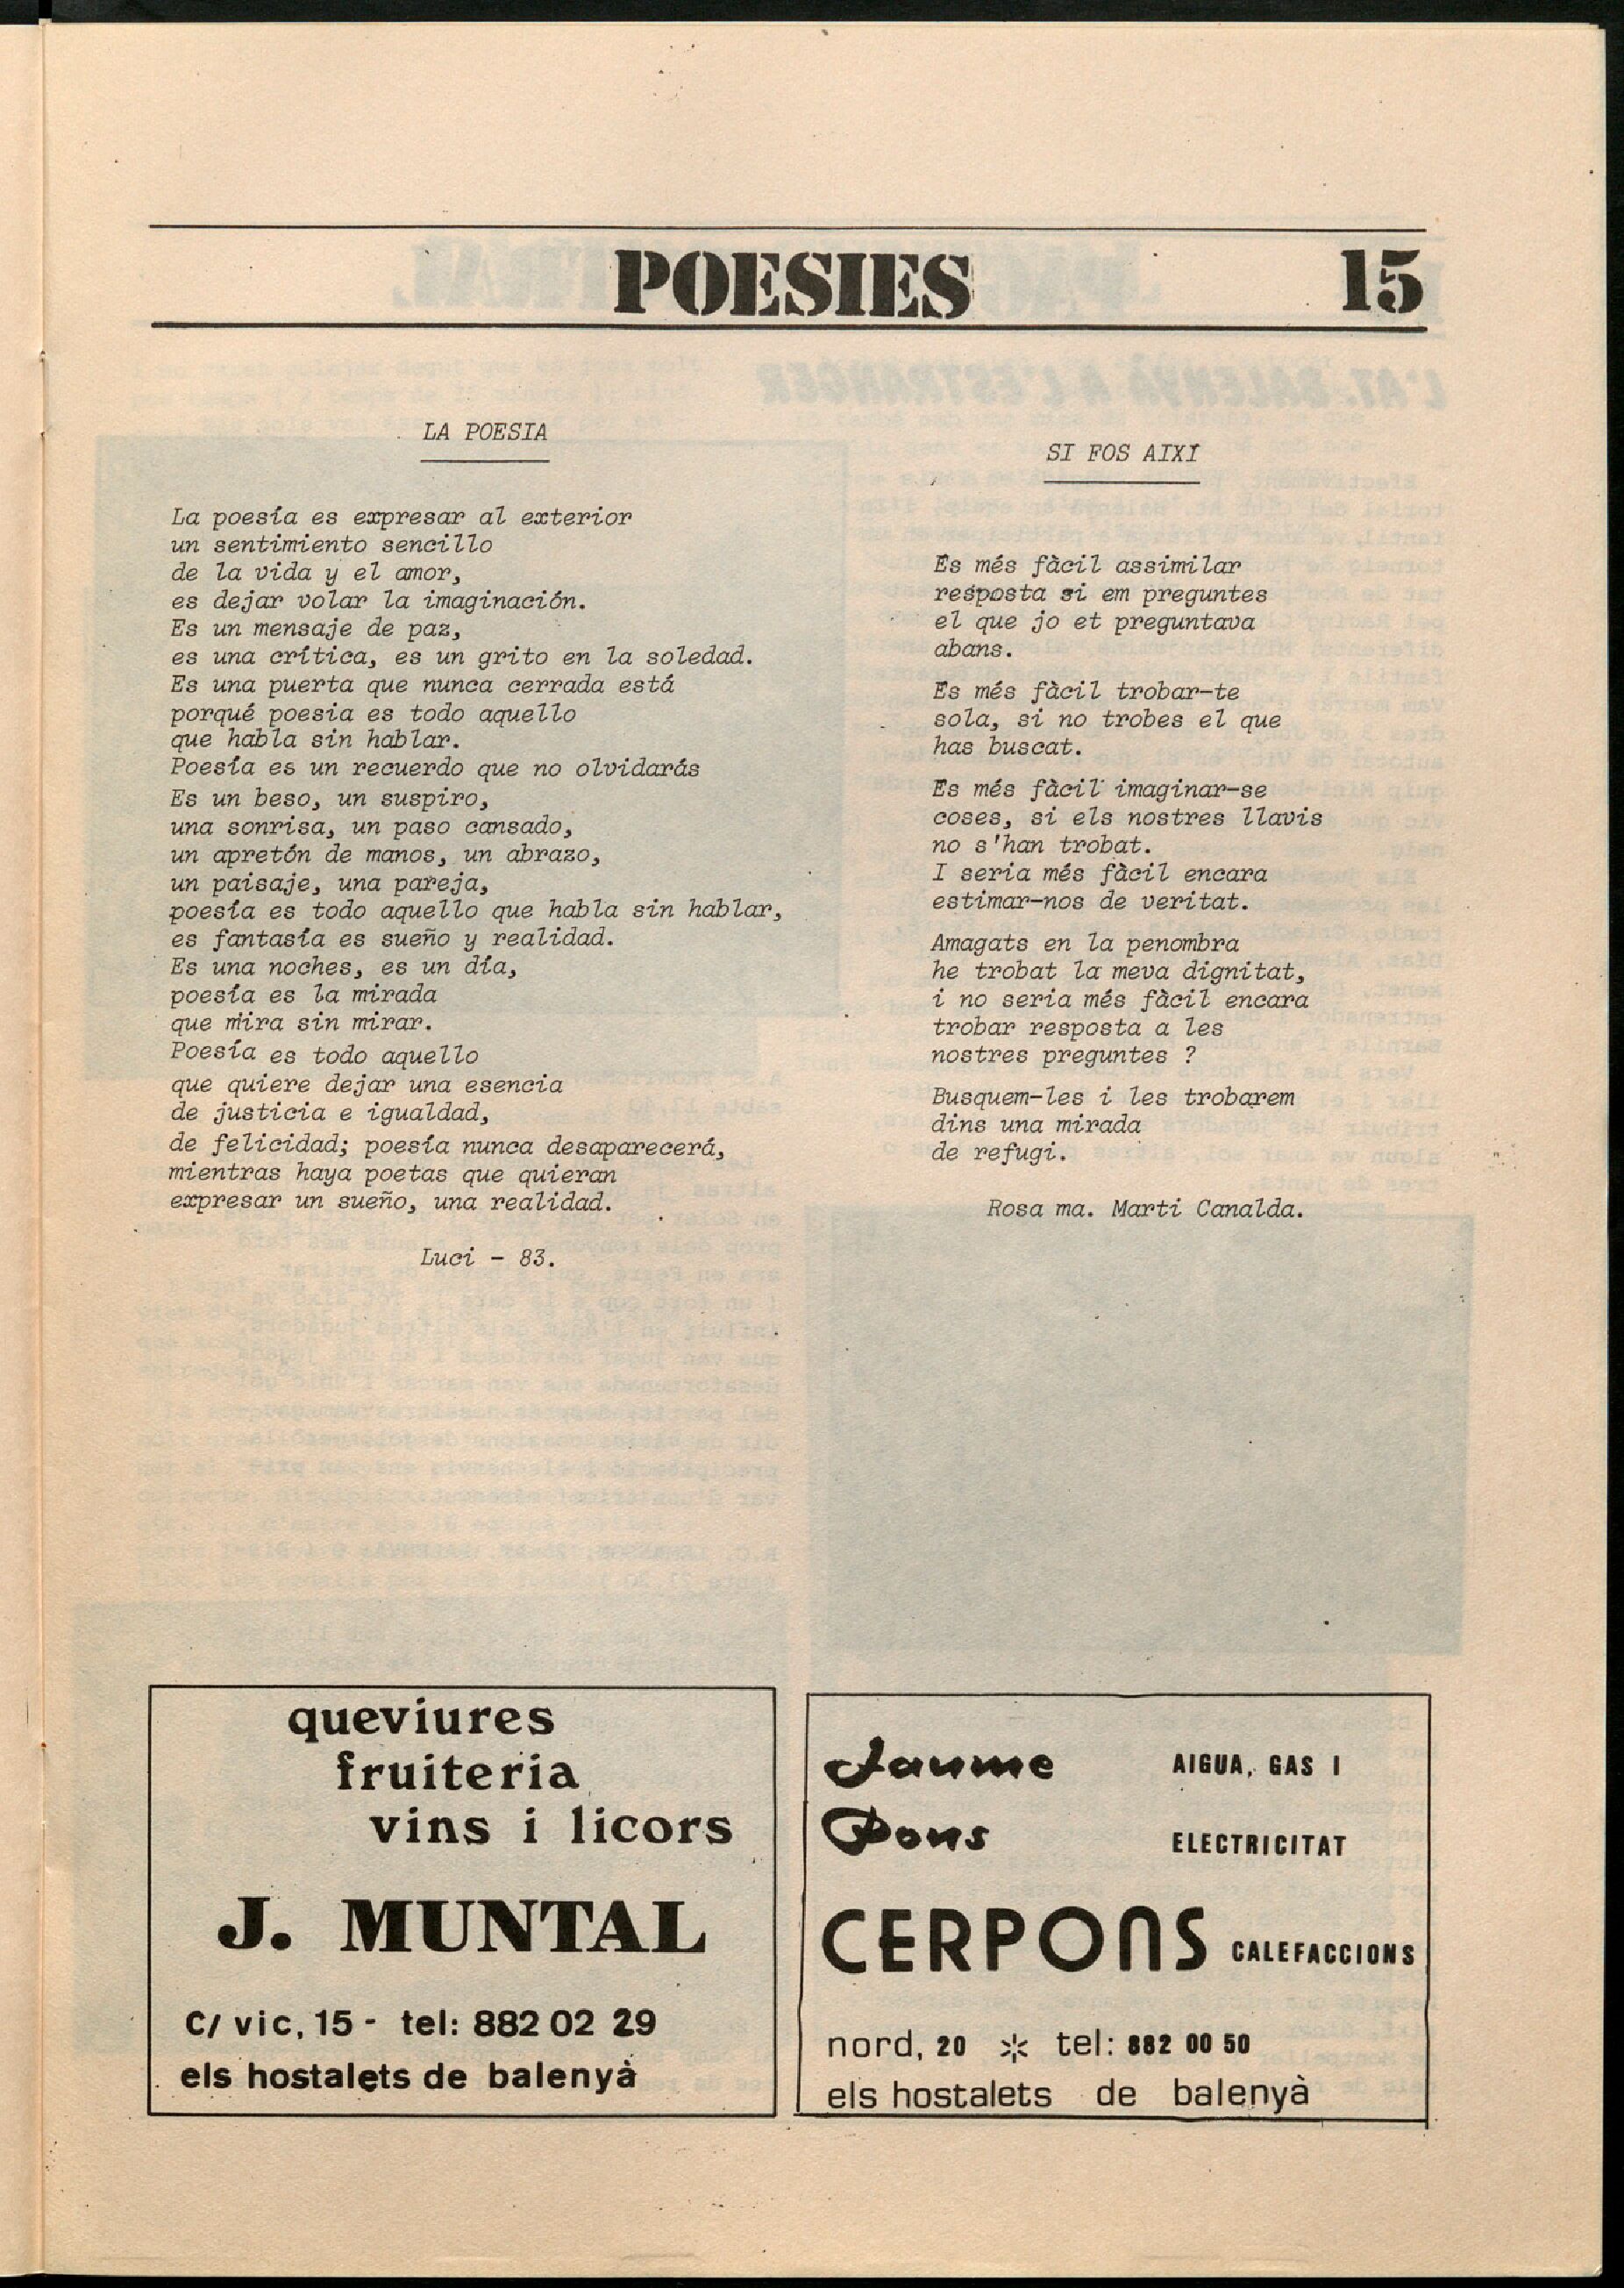 POESIES 15
LA POESIA
La poesía es expresar al exterior
un sentimiento sencillo
de la vida y el amor,
es dejar volar la imaginación.
Es un mensaje de paz,
es una crítica, es un grito en la soledad.
Es una puerta que nunca cerrada está
porqué poesia es todo aquello
que habla sin hablar.
Poesía es un recuerdo que no olvidarás
Es un beso, un suspiro,
una sonrisa, un paso cansado,
un apretón de manos, un abrazo,
un paisaje, una pareja,
poesía es todo aquello que habla sin hablar,
es fantasía es sueño y realidad.
Es una noches, es un día,
poesía es la mirada
que mira sin mirar.
Poesía es todo aquello
que quiere dejar una esencia
de justicia e igualdad,
de felicidad; poesía nunca desaparecerá,
mientras haya poetas que quieran
expresar un sueño, una realidad.
Luci - 83.
SI FOS AIXÍ
Es més fàcil assimilar
resposta si em preguntes
el que jo et preguntava
abans.
Es més fàcil trobar-te
sola, si no trobes el que
has buscat.
Es més fàcil imaginar-se
coses, si els nostres llavis
no s'han trobat.
I seria més fàcil encara
estimar-nos de veritat.
Amagats en la penombra
he trobat la meva dignitat,
i no seria més fàcil encara
trobar resposta a les
nostres preguntes ?
Busquem-les i les trobarem
dins una mirada
de refugi.
Rosa ma. Marti Canalda.
queviures
fruiteria
vins i licors
J. MUNTAL
C/ vic, 15 - tel: 882 02 29
els hostalets de balenyà
Jaume AIGUA, GAS I
Pons ELECTRICITAT
CERPONS CALEFACCIONS
nord, 20 * tel: 882 00 50
els hostalets de balenyà